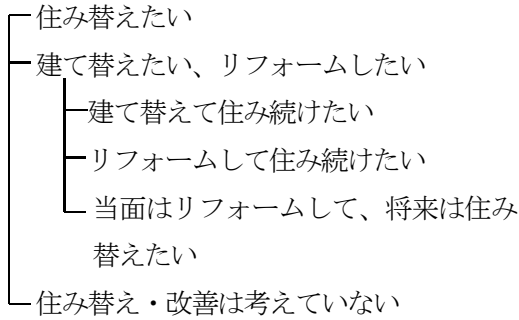 住み替えたい
建て替えたい、リフォームしたい
建て替えて住み続けたい
リフォームして住み続けたい
当面はリフォームして、将来は住み
替えたい
住み替え・改善は考えていない